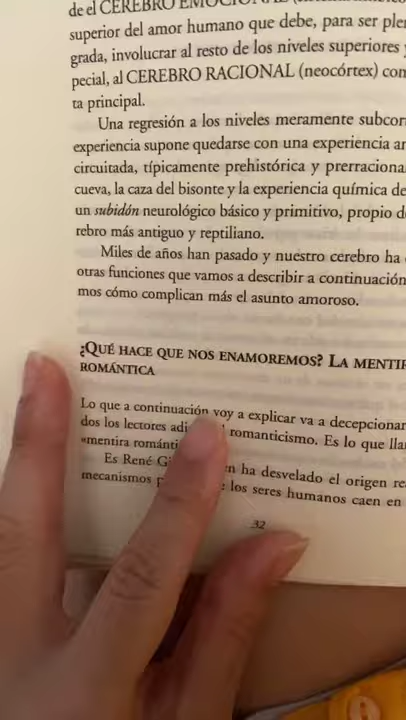 de el CEREBRO EMOCIONAL
superior del amor humano que debe, para ser ple
grada, involucrar al resto de los niveles superiores y
pecial, al CEREBRO RACIONAL (neocórtex) com
ta principal.
Una regresión a los niveles meramente subcor
experiencia supone quedarse con una experiencia am
circuitada, típicamente prehistórica y prerraciona
cueva, la caza del bisonte y la experiencia química de
un subidón neurológico básico y primitivo, propio d
rebro más antiguo y reptiliano.
Miles de años han pasado y nuestro cerebro ha
otras funciones que vamos a describir a continuación
mos cómo complican más el asunto amoroso.
¿QUÉ HACE QUE NOS ENAMOREMOS? LA MENTIR
ROMÁNTICA
Lo que a continuación voy a explicar va a decepcionar
dos los lectores adi romanticismo. Es lo que lla
«mentira románti
Es René G n ha desvelado el origen re
mecanismos p los seres humanos caen en
32